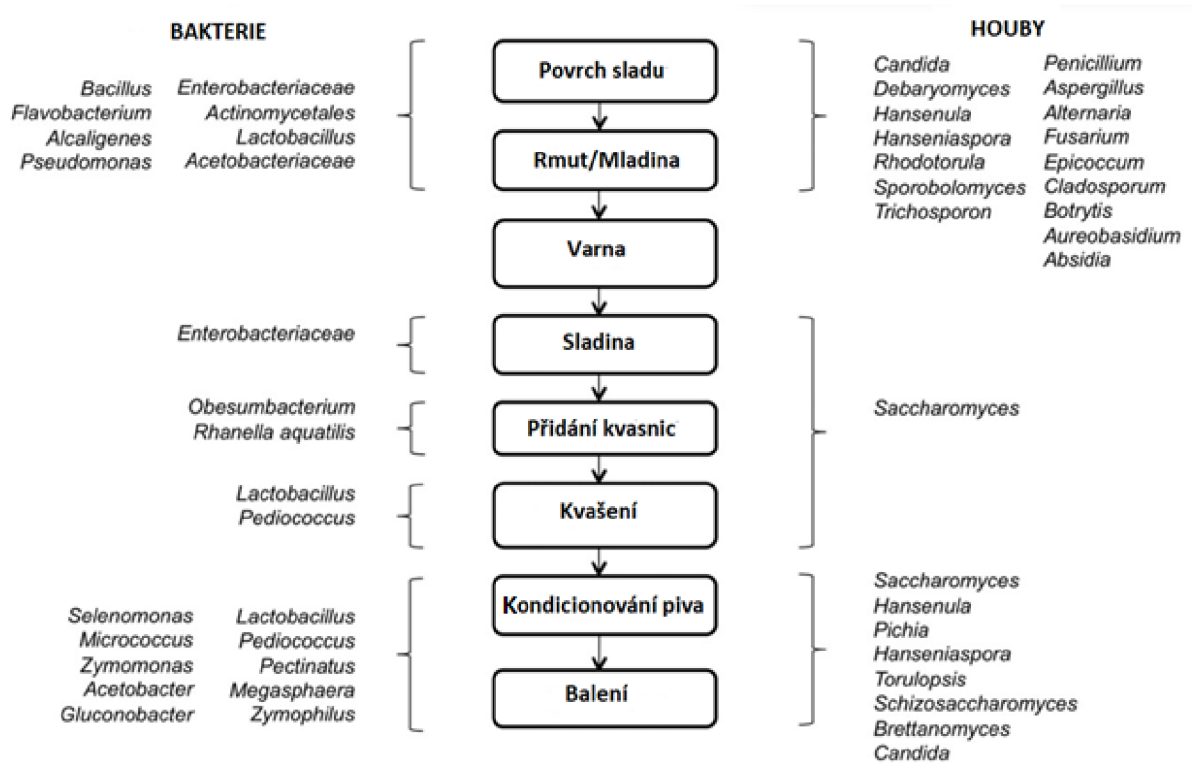 BAKTERIE
HOUBY
Povrch sladu
Rmut/Mladina
Varna
Sladina
Přidání kvasnic
Kvašení
Kondicionování piva
Balení
Bacillus Enterobacteriaceae
Flavobacterium Actinomycetales
Alcaligenes Lactobacillus
Pseudomonas Acetobacteriaceae
Enterobacteriaceae
Obesumbacterium
Rhanella aquatilis
Lactobacillus
Pediococcus
Selenomonas Lactobacillus
Micrococcus Pediococcus
Zymomonas Pectinatus
Acetobacter Megasphaera
Gluconobacter Zymophilus
Candida Penicillium
Debaryomyces Aspergillus
Hansenula Alternaria
Hanseniaspora Fusarium
Rhodotorula Epicoccum
Sporobolomyces Cladosporum
Trichosporon Botrytis
Aureobasidium
Absidia
Saccharomyces
Saccharomyces
Hansenula
Pichia
Hanseniaspora
Torulopsis
Schizosaccharomyces
Brettanomyces
Candida